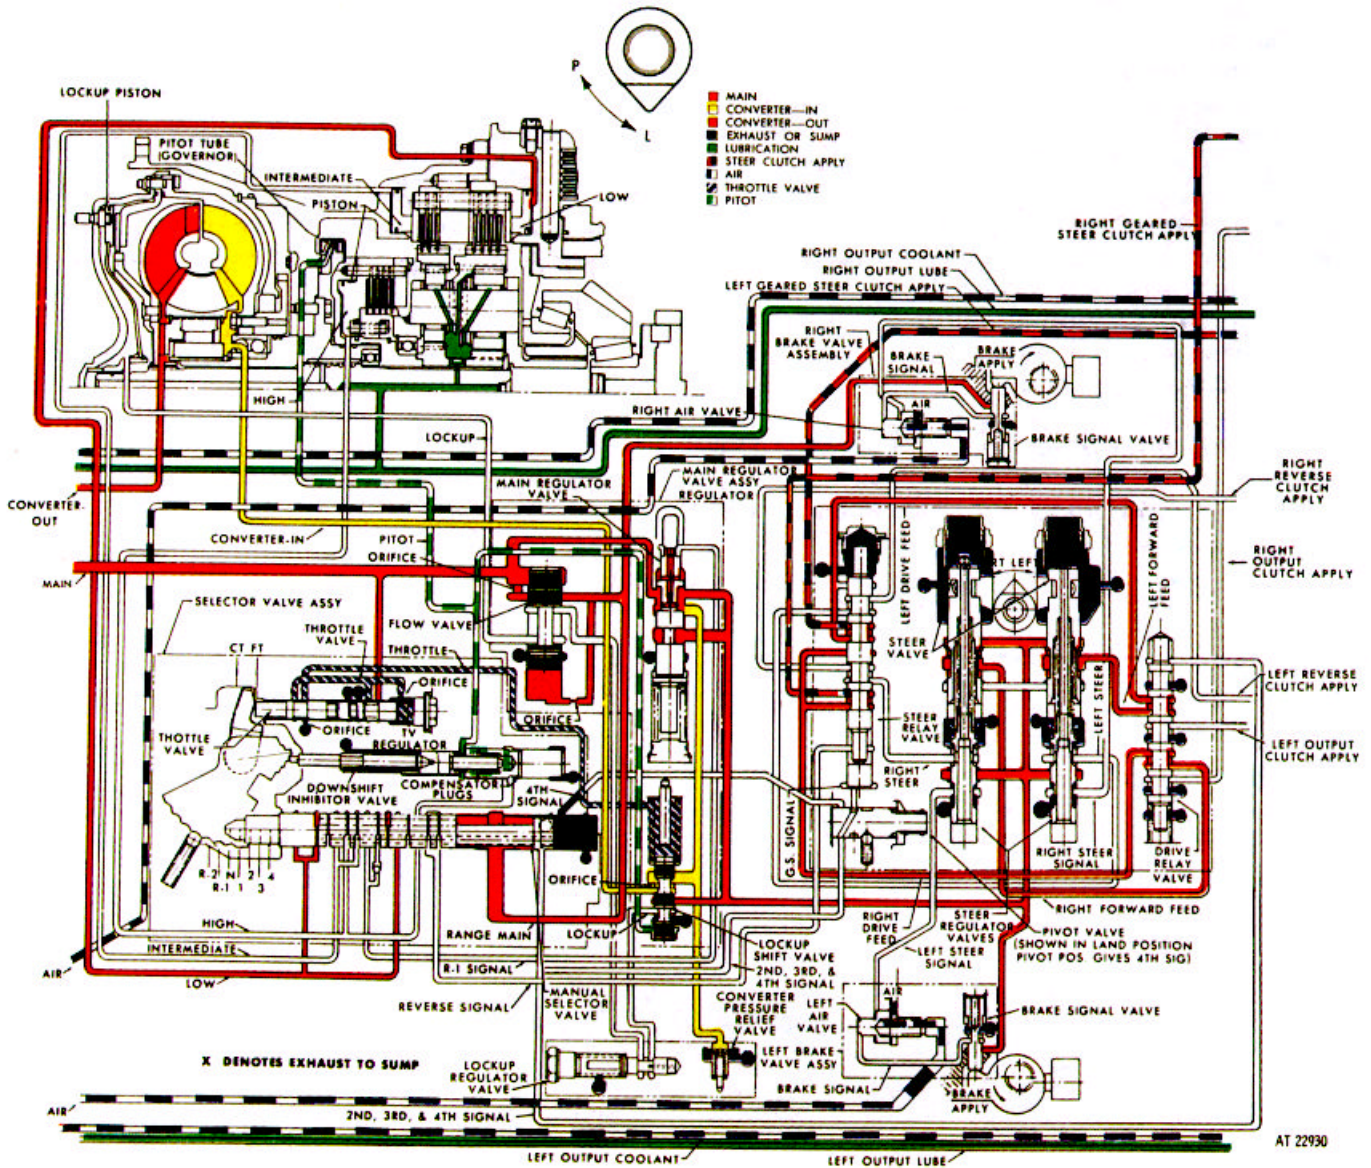 LOCKUP PISTON
P
L
MAIN
CONVERTER—IN
CONVERTER—OUT
EXHAUST OR SUMP
LUBRICATION
STEER CLUTCH APPLY
AIR
THROTTLE VALVE
PITOT
PITOT TUBE
(GOVERNOR)
INTERMEDIATE
PISTON
LOW
HIGH
RIGHT GEARED
STEER CLUTCH APPLY
RIGHT OUTPUT COOLANT
RIGHT OUTPUT LUBE
LEFT GEARED STEER CLUTCH APPLY
RIGHT
BRAKE VALVE
ASSEMBLY
BRAKE
SIGNAL
BRAKE
APPLY
RIGHT AIR VALVE
AIR
BRAKE SIGNAL VALVE
LOCKUP
MAIN REGULATOR
VALVE ASSY
MAIN REGULATOR
VALVE
REGULATOR
RIGHT
REVERSE
CLUTCH
APPLY
CONVERTER-
OUT
CONVERTER-IN
PITOT
ORIFICE
MAIN
RIGHT
OUTPUT
CLUTCH APPLY
LEFT DRIVE FEED
RT LEFT
LEFT FORWARD
FEED
SELECTOR VALVE ASSY
THROTTLE
VALVE
FLOW VALVE
CT FT
THROTTLE
ORIFICE
STEER
VALVE
LEFT REVERSE
CLUTCH APPLY
ORIFICE
ORIFICE
TV
REGULATOR
THOTTLE
VALVE
STEER
RELAY
VALVE
LEFT STEER
LEFT OUTPUT
CLUTCH APPLY
RIGHT
STEER
DOWNSHIFT
INHIBITOR VALVE
COMPENSATOR
PLUGS
4TH
SIGNAL
G.S. SIGNAL
RIGHT STEER
SIGNAL
DRIVE
RELAY
VALVE
R-2 N 2 4
R-1 1 3
ORIFICE
HIGH
RANGE MAIN
LOCKUP
RIGHT
DRIVE
FEED
STEER
REGULATOR
VALVES
RIGHT FORWARD FEED
INTERMEDIATE
LOCKUP
SHIFT VALVE
LEFT STEER
SIGNAL
PIVOT VALVE
(SHOWN IN LAND POSITION
PIVOT POS. GIVES 4TH SIG)
AIR
LOW
R-1 SIGNAL
2ND, 3RD, &
4TH SIGNAL
REVERSE SIGNAL
MANUAL
SELECTOR
VALVE
CONVERTER
PRESSURE
RELIEF
VALVE
LEFT
AIR
VALVE
AIR
BRAKE SIGNAL VALVE
X DENOTES EXHAUST TO SUMP
LOCKUP
REGULATOR
VALVE
LEFT BRAKE
VALVE ASSY
BRAKE SIGNAL
BRAKE
APPLY
AIR
2ND, 3RD, & 4TH SIGNAL
LEFT OUTPUT COOLANT
LEFT OUTPUT LUBE
AT 22930